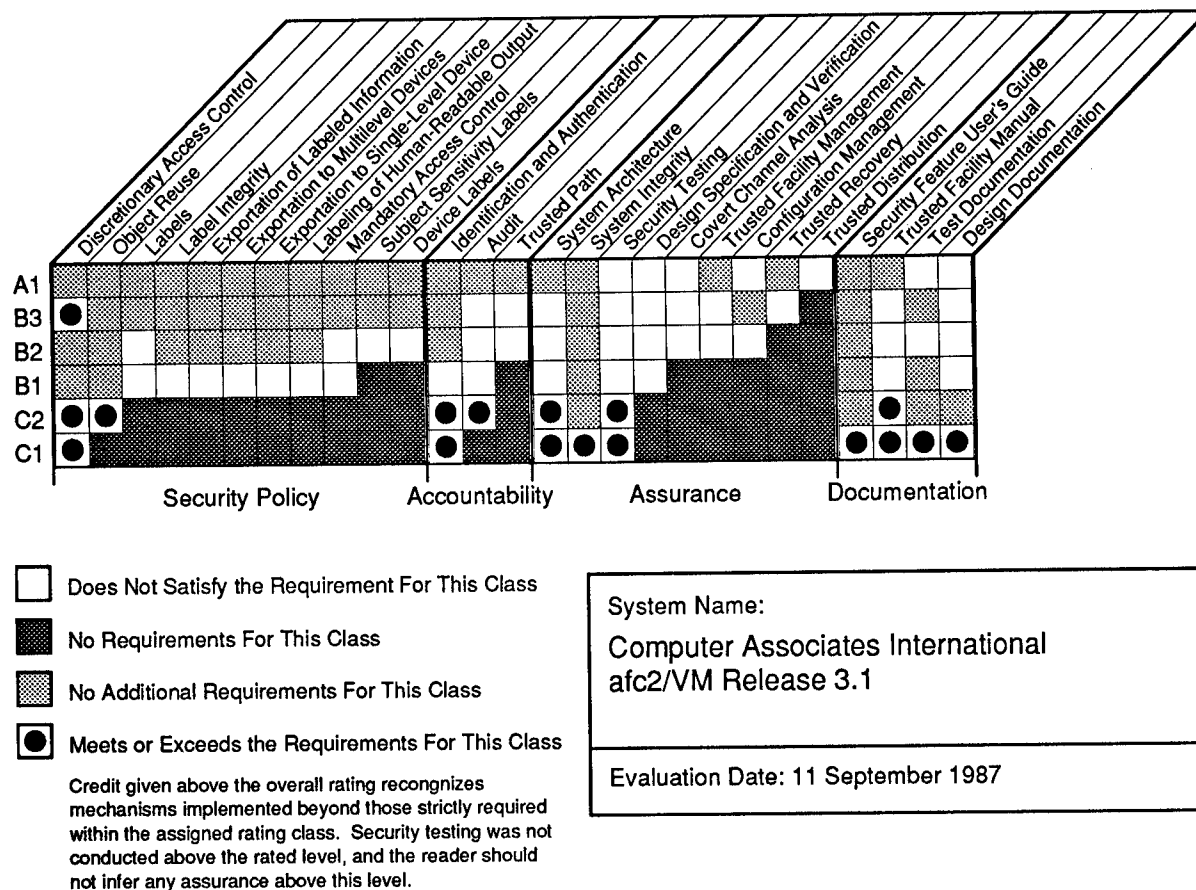 Discretionary Access Control
Object Reuse
Labels
Label Integrity
Exportation of Labeled Information
Exportation to Multilevel Devices
Exportation to Single-Level Device
Labeling of Human-Readable Output
Mandatory Access Control
Subject Sensitivity Labels
Device Labels
Identification and Authentication
Audit
Trusted Path
System Architecture
System Integrity
Security Testing
Design Specification and Verification
Covert Channel Analysis
Trusted Facility Management
Configuration Management
Trusted Recovery
Trusted Distribution
Security Feature User's Guide
Trusted Facility Manual
Test Documentation
Design Documentation
A1
B3
B2
B1
C2
C1
Security Policy
Accountability
Assurance
Documentation
Does Not Satisfy the Requirement For This Class
No Requirements For This Class
No Additional Requirements For This Class
Meets or Exceeds the Requirements For This Class
Credit given above the overall rating recongnizes
mechanisms implemented beyond those strictly required
within the assigned rating class. Security testing was not
conducted above the rated level, and the reader should
not infer any assurance above this level.
System Name:
Computer Associates International
afc2/VM Release 3.1
Evaluation Date: 11 September 1987